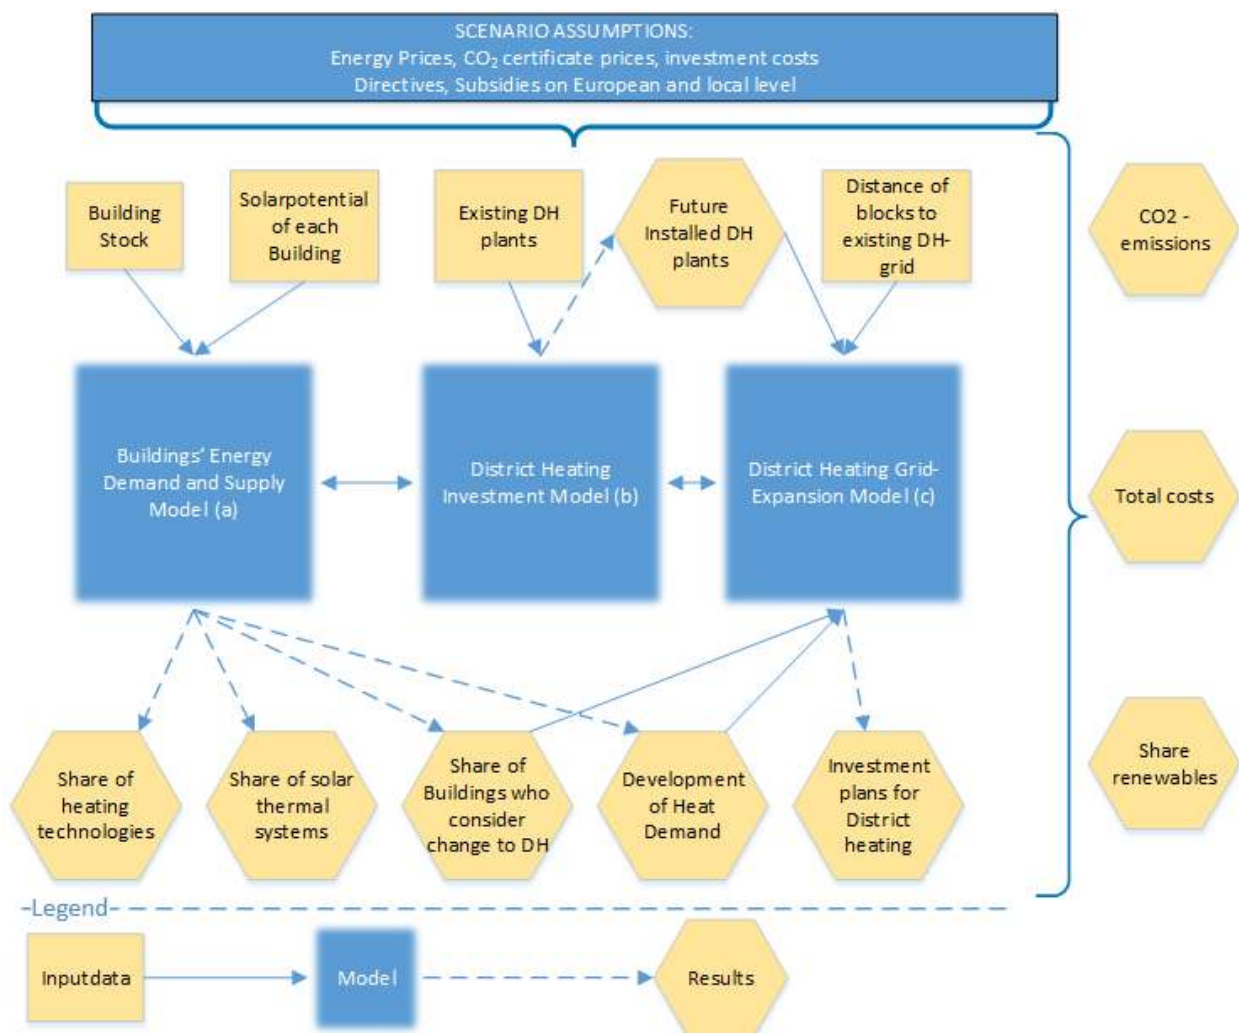 SCENARIO ASSUMPTIONS:
Energy Prices, CO₂ certificate prices, investment costs
Directives, Subsidies on European and local level
Building
Stock
Solarpotential
of each
Building
Existing DH
plants
Future
Installed DH
plants
Distance of
blocks to
existing DH-
grid
CO2 -
emissions
Buildings’ Energy
Demand and Supply
Model (a)
District Heating
Investment Model (b)
District Heating Grid-
Expansion Model (c)
Total costs
Share of
heating
technologies
Share of solar
thermal
systems
Share of
Buildings who
consider
change to DH
Development
of Heat
Demand
Investment
plans for
District
heating
Share
renewables
Legend
Inputdata
Model
Results